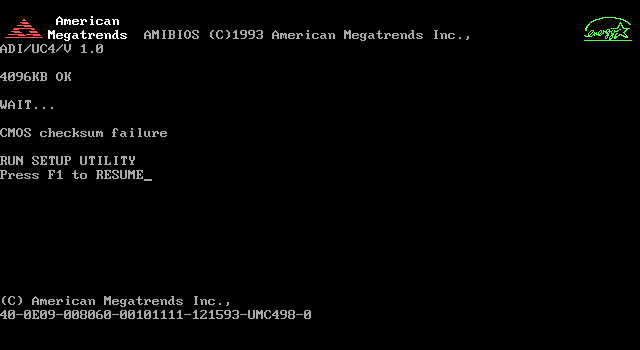 American
Megatrends AMIBIOS (C)1993 American Megatrends Inc.,
energy
ADI/UC4/V 1.0
4096KB OK
WAIT...
CMOS checksum failure
RUN SETUP UTILITY
Press F1 to RESUME_
(C) American Megatrends Inc.,
40-0E09-008060-00101111-121593-UMC498-0